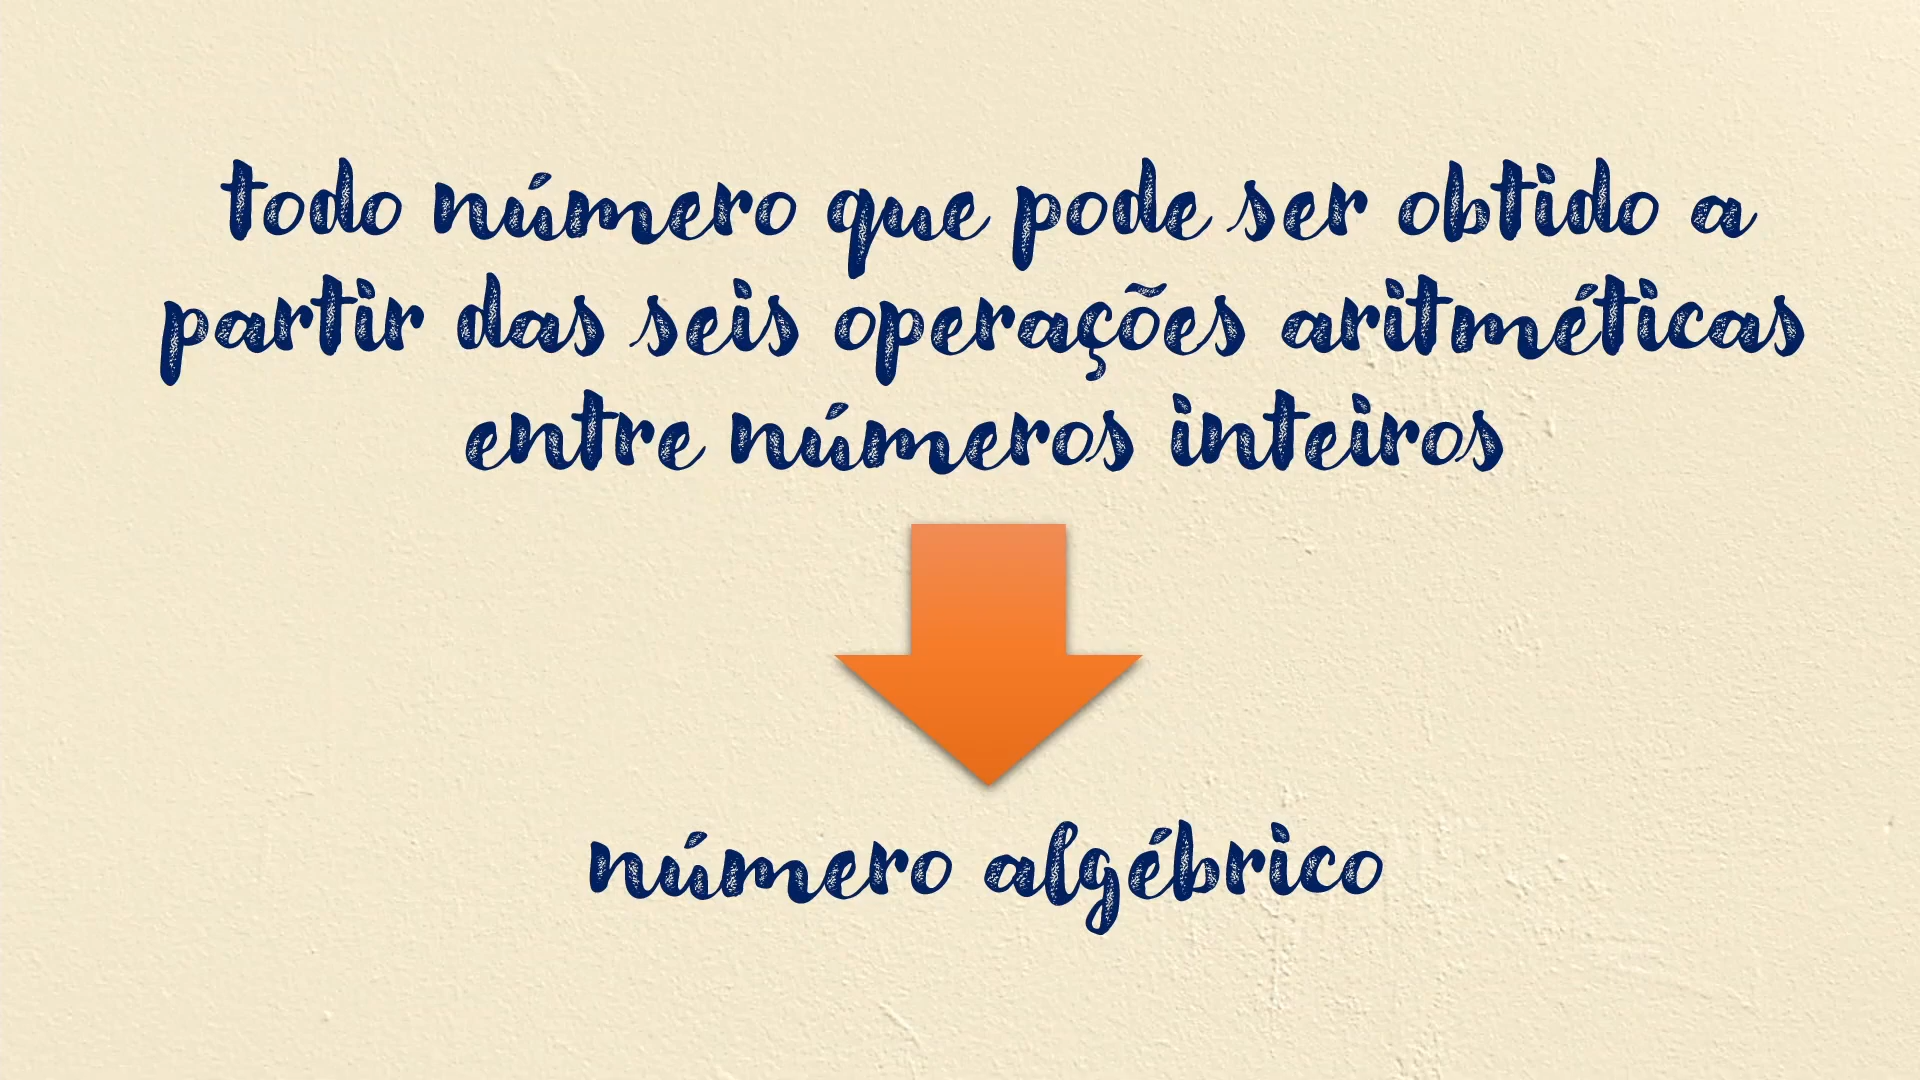 todo número que pode ser obtido a
partir das seis operações aritméticas
entre números inteiros
número algébrico